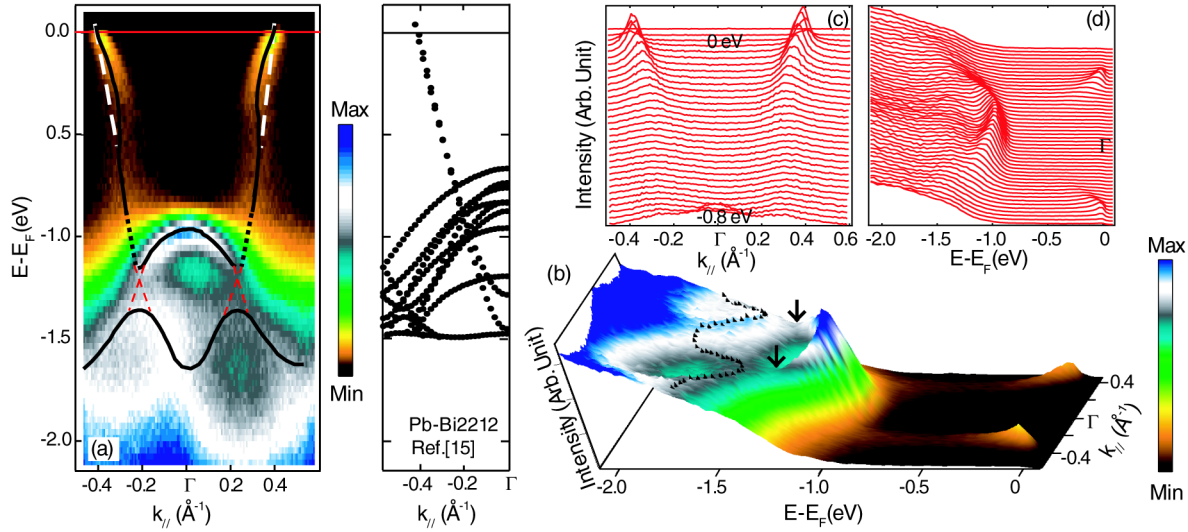 0.0
0.5
-1.0
-1.5
-2.0
E-E_F(eV)
(a)
-0.4 -0.2 Γ 0.2 0.4
k_// (Å⁻¹)
Max
Min
Pb-Bi2212
Ref.[15]
-0.4 -0.2 Γ
k_// (Å⁻¹)
(c)
0 eV
-0.8 eV
Intensity (Arb. Unit)
-0.4 -0.2 Γ 0.2 0.4 0.6
k_// (Å⁻¹)
(d)
Γ
-2.0 -1.5 -1.0 -0.5 0
E-E_F(eV)
(b)
Intensity (Arb. Unit)
-2.0 -1.5 -1.0 -0.5 0
E-E_F(eV)
0.4
Γ
-0.4
k_// (Å⁻¹)
Max
Min